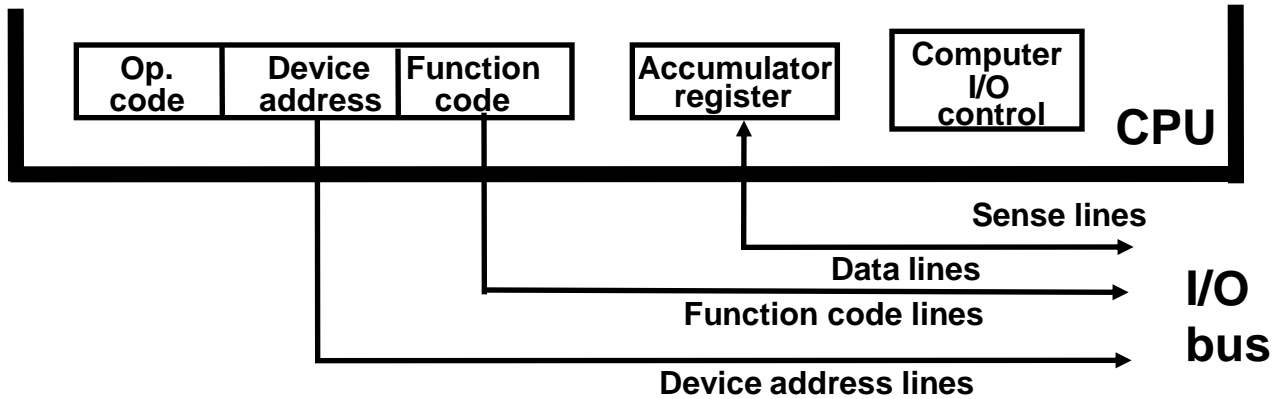 Op.
code
Device
address
Function
code
Accumulator
register
Computer
I/O
control
CPU
Sense lines
Data lines
Function code lines
Device address lines
I/O
bus